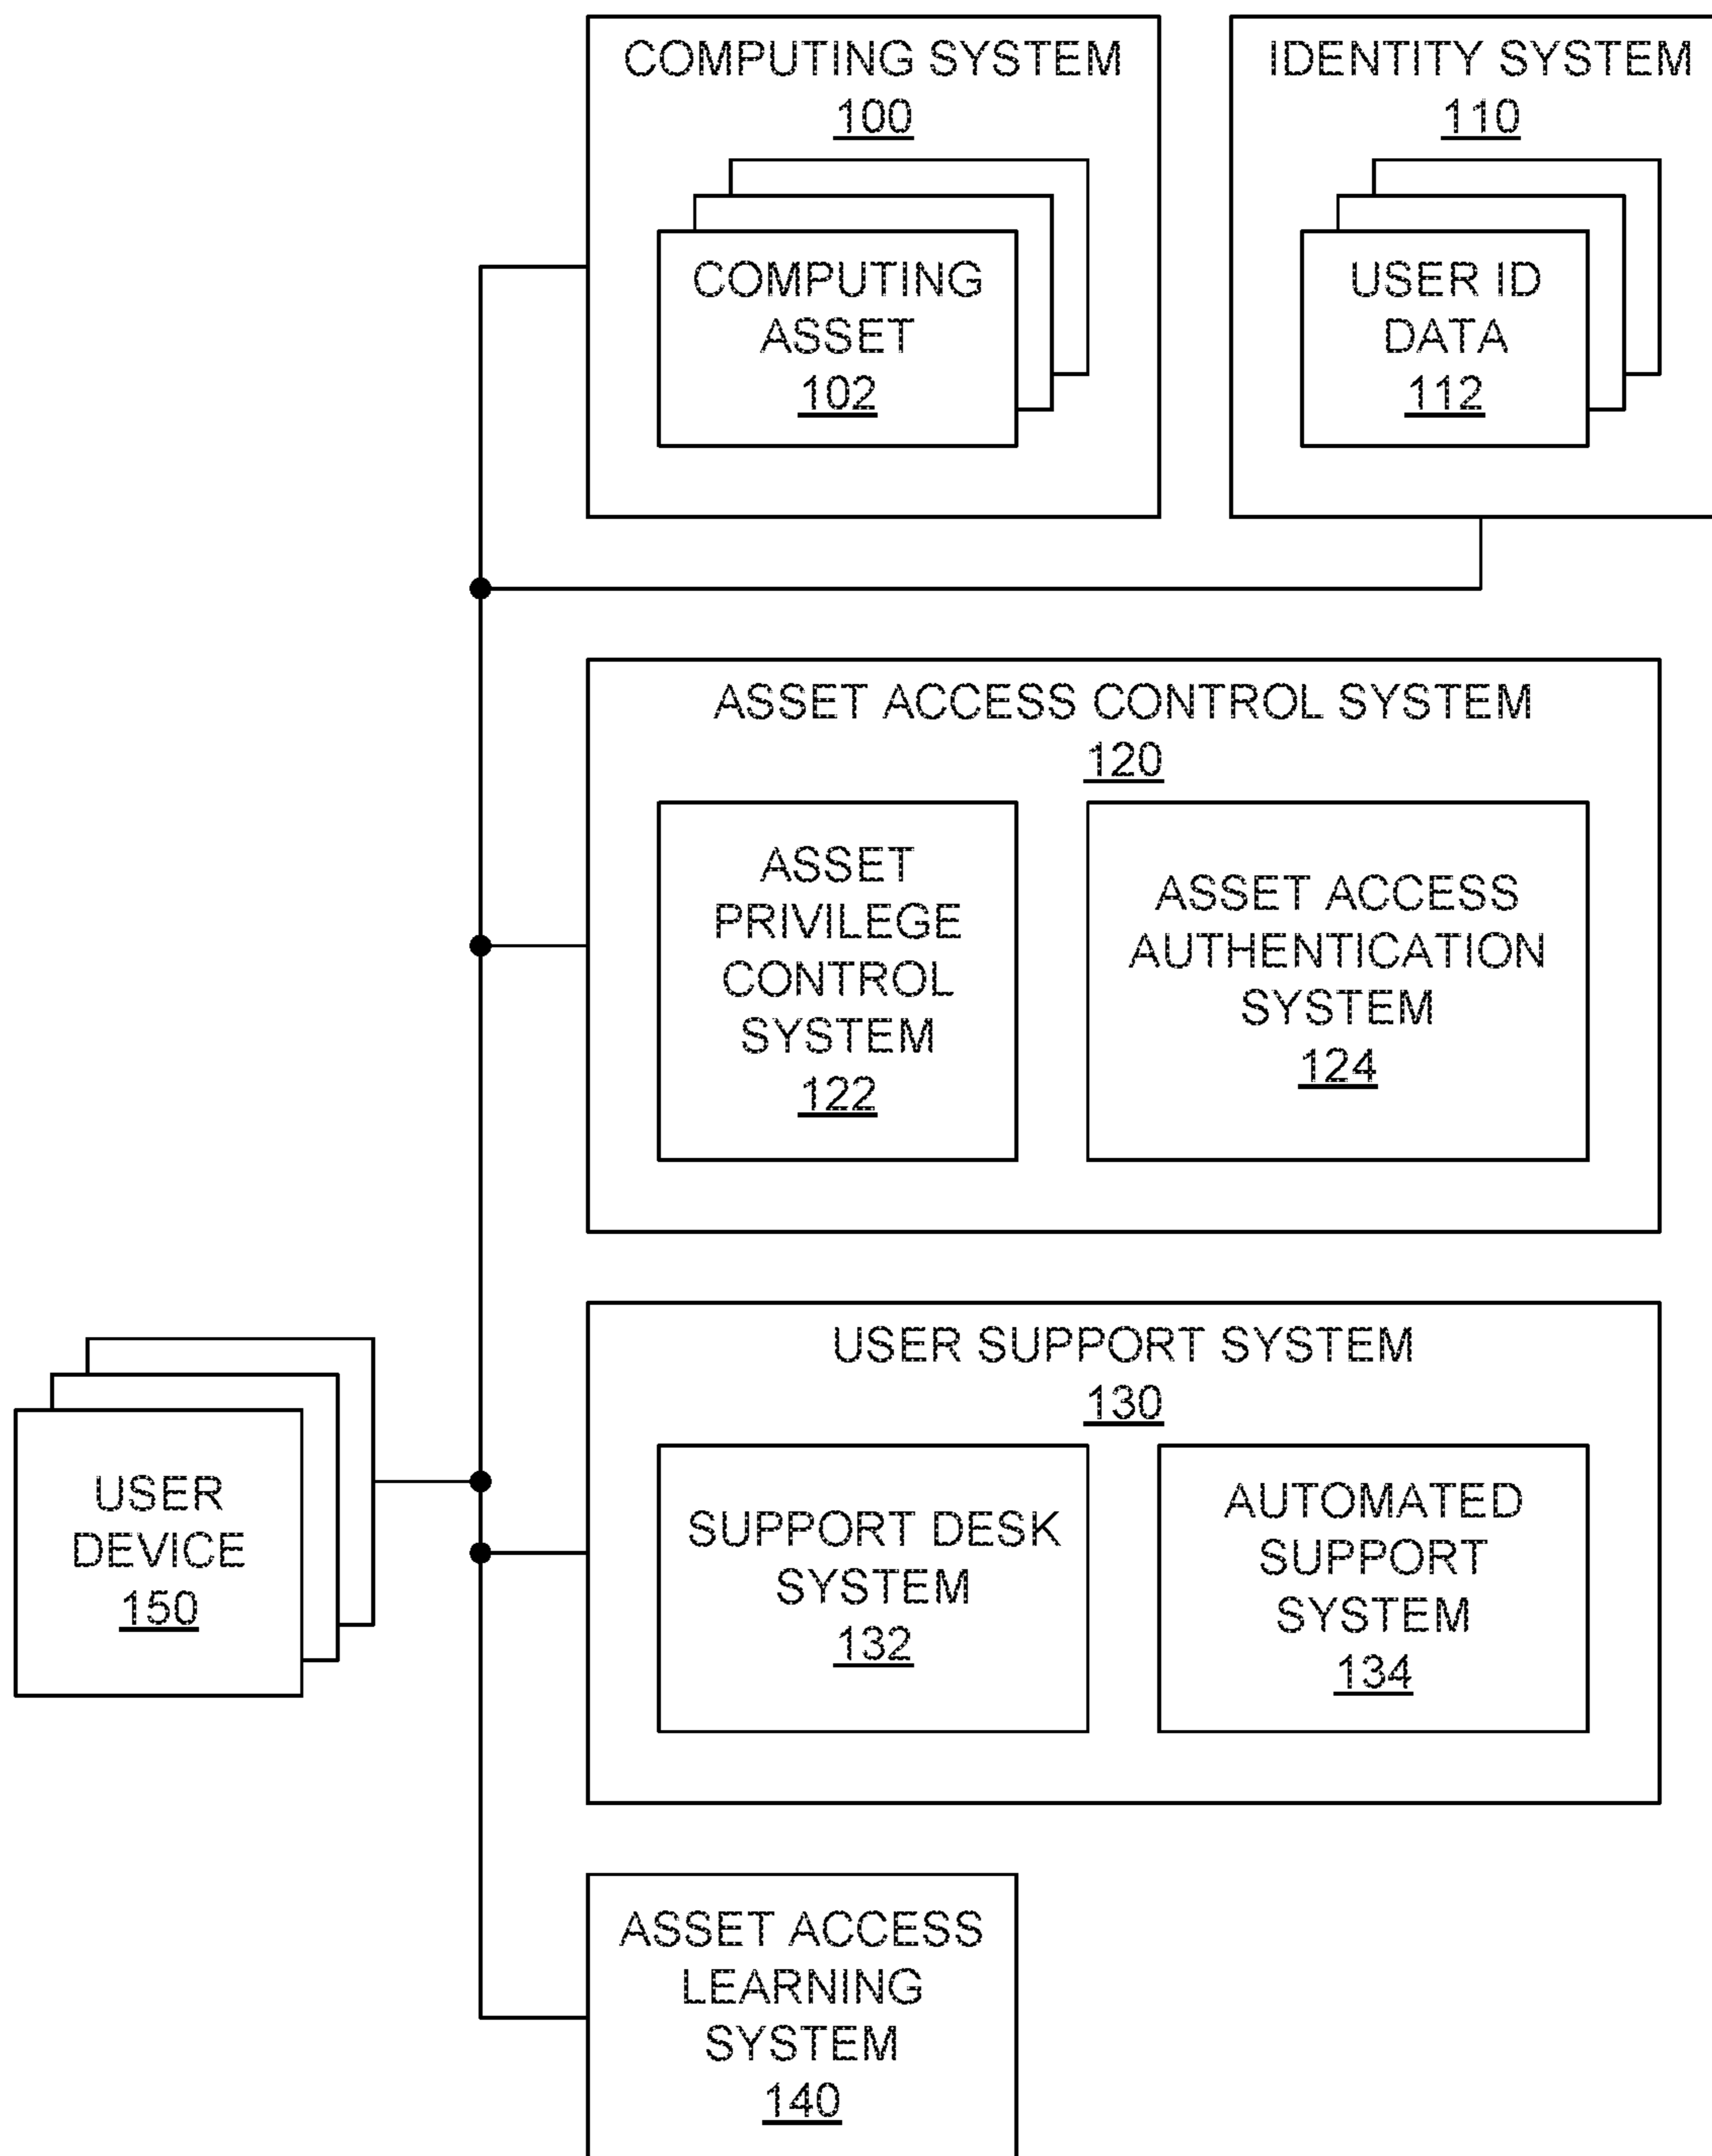 COMPUTING SYSTEM
100
COMPUTING
ASSET
102
IDENTITY SYSTEM
110
USER ID
DATA
112
ASSET ACCESS CONTROL SYSTEM
120
ASSET
PRIVILEGE
CONTROL
SYSTEM
122
ASSET ACCESS
AUTHENTICATION
SYSTEM
124
USER DEVICE
150
USER SUPPORT SYSTEM
130
SUPPORT DESK
SYSTEM
132
AUTOMATED
SUPPORT
SYSTEM
134
ASSET ACCESS
LEARNING
SYSTEM
140